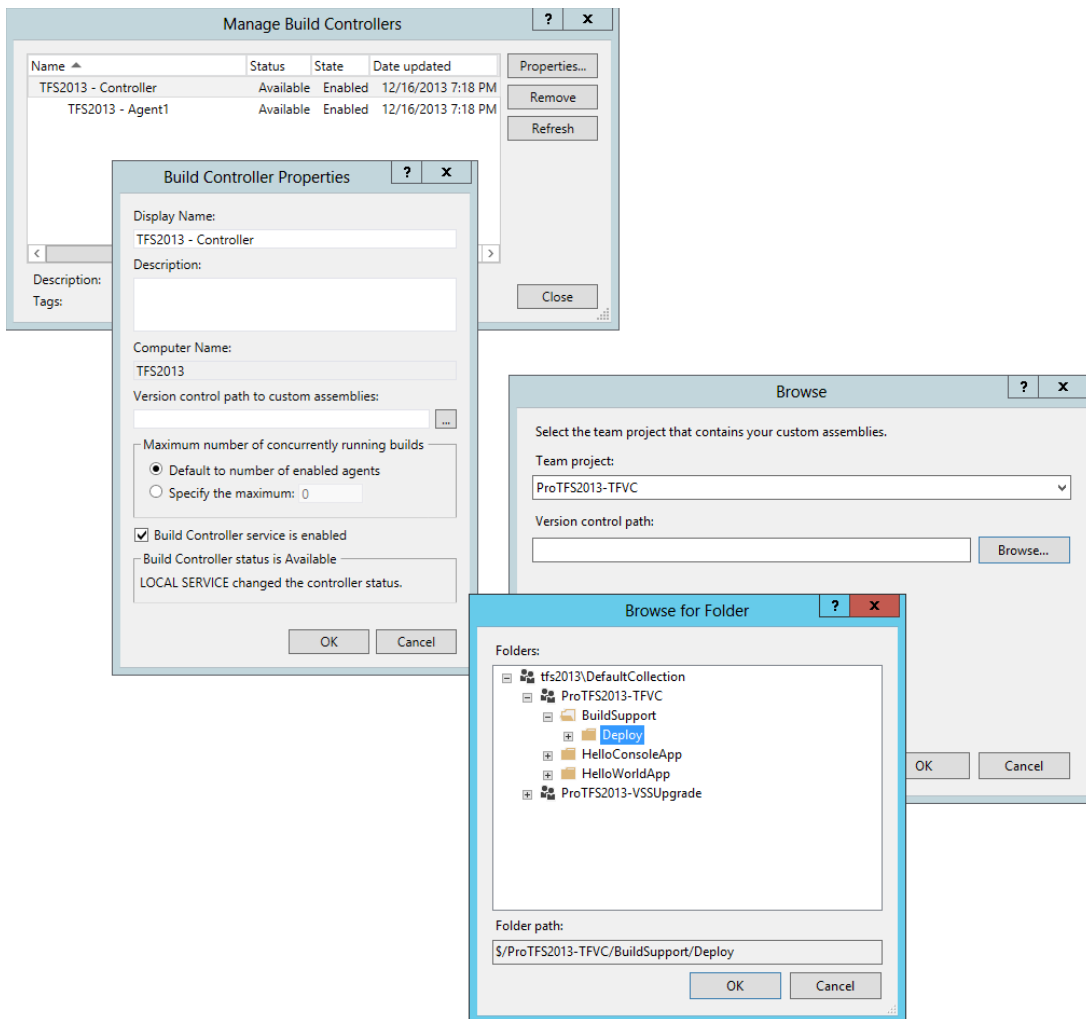 Manage Build Controllers
? x
Name Status State Date updated
TFS2013 - Controller Available Enabled 12/16/2013 7:18 PM
TFS2013 - Agent1 Available Enabled 12/16/2013 7:18 PM
Properties...
Remove
Refresh
Description:
Tags:
Close
Build Controller Properties
? x
Display Name:
TFS2013 - Controller
Description:
Computer Name:
TFS2013
Version control path to custom assemblies:
...
Maximum number of concurrently running builds
Default to number of enabled agents
Specify the maximum: 0
Build Controller service is enabled
Build Controller status is Available
LOCAL SERVICE changed the controller status.
OK Cancel
Browse
? x
Select the team project that contains your custom assemblies.
Team project:
ProTFS2013-TFVC
Version control path:
Browse...
OK Cancel
Browse for Folder
? x
Folders:
tfs2013\DefaultCollection
ProTFS2013-TFVC
BuildSupport
Deploy
HelloConsoleApp
HelloWorldApp
ProTFS2013-VSSUpgrade
Folder path:
$/ProTFS2013-TFVC/BuildSupport/Deploy
OK Cancel